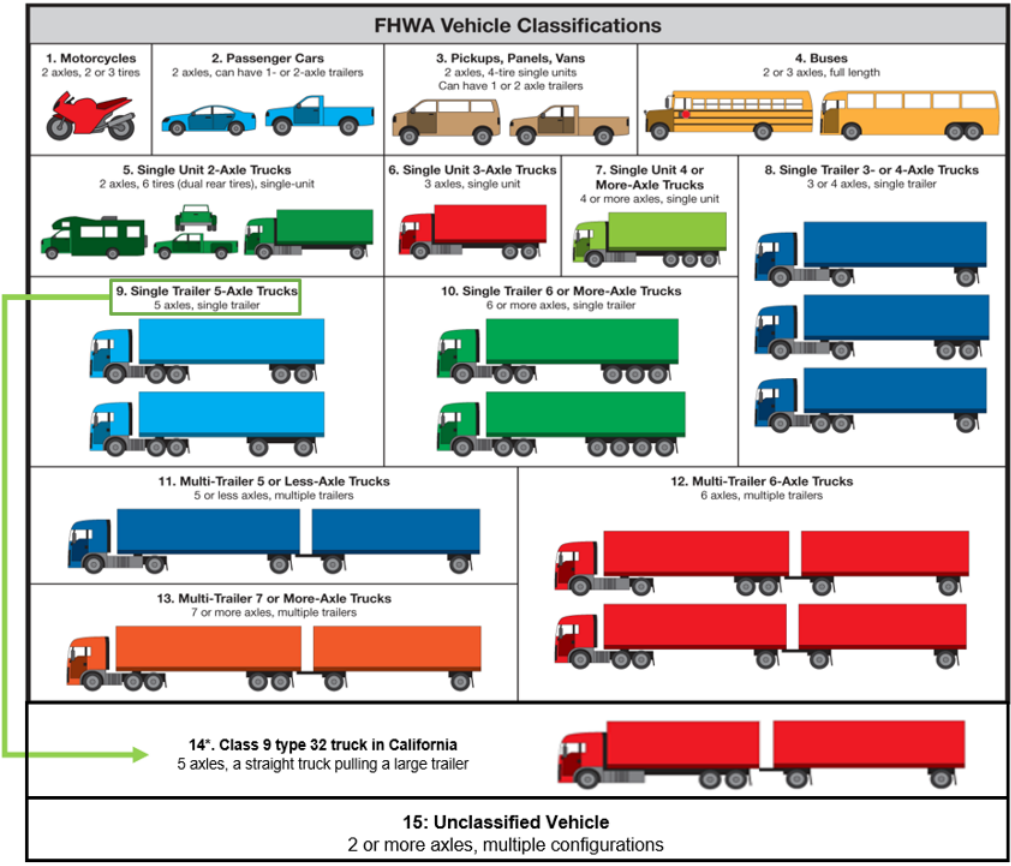 FHWA Vehicle Classifications
1. Motorcycles
2 axles, 2 or 3 tires
2. Passenger Cars
2 axles, can have 1- or 2-axle trailers
3. Pickups, Panels, Vans
2 axles, 4-tire single units
Can have 1 or 2 axle trailers
4. Buses
2 or 3 axles, full length
5. Single Unit 2-Axle Trucks
2 axles, 6 tires (dual rear tires), single-unit
6. Single Unit 3-Axle Trucks
3 axles, single unit
7. Single Unit 4 or
More-Axle Trucks
4 or more axles, single unit
8. Single Trailer 3- or 4-Axle Trucks
3 or 4 axles, single trailer
9. Single Trailer 5-Axle Trucks
5 axles, single trailer
10. Single Trailer 6 or More-Axle Trucks
6 or more axles, single trailer
11. Multi-Trailer 5 or Less-Axle Trucks
5 or less axles, multiple trailers
12. Multi-Trailer 6-Axle Trucks
6 axles, multiple trailers
13. Multi-Trailer 7 or More-Axle Trucks
7 or more axles, multiple trailers
14*. Class 9 type 32 truck in California
5 axles, a straight truck pulling a large trailer
15: Unclassified Vehicle
2 or more axles, multiple configurations